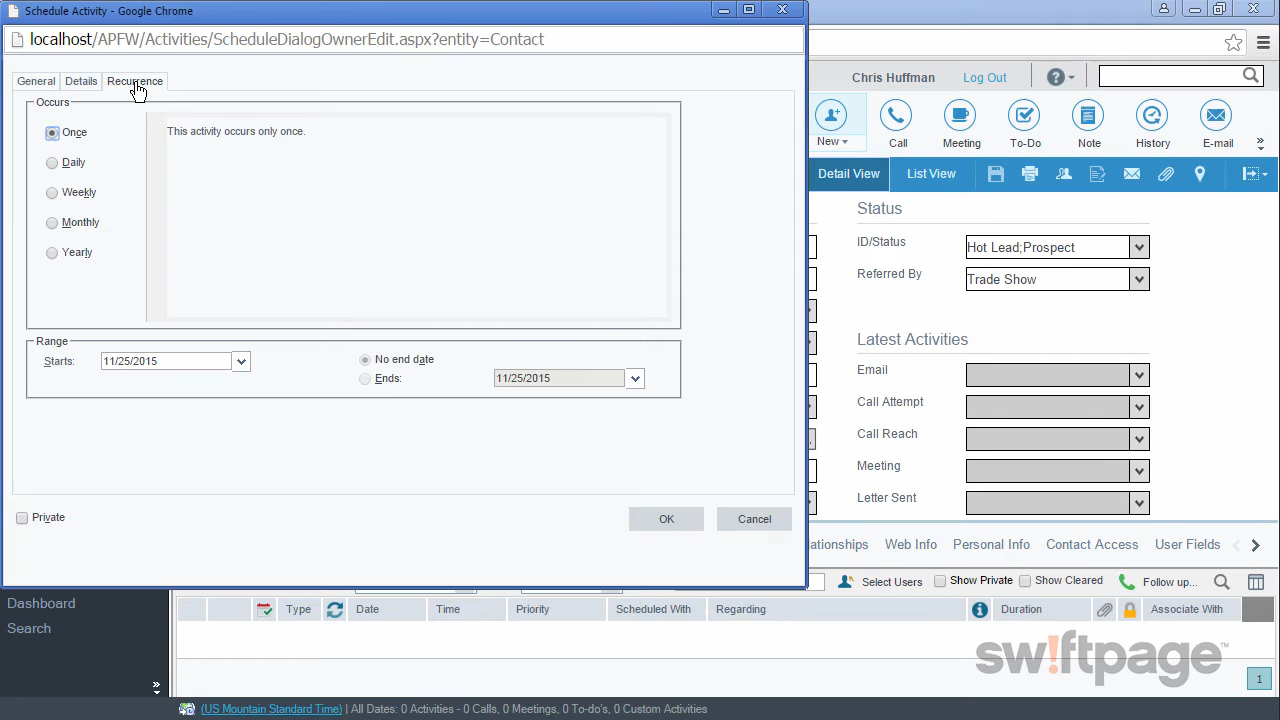 Schedule Activity - Google Chrome
localhost/APFW/Activities/ScheduleDialogOwnerEdit.aspx?entity=Contact
General Details Recurrence
Occurs
Once
This activity occurs only once.
Daily
Weekly
Monthly
Yearly
Range
Starts: 11/25/2015
No end date
Ends: 11/25/2015
Private
OK Cancel
Chris Huffman Log Out ?
New Call Meeting To-Do Note History E-mail
Detail View List View
Status
ID/Status Hot Lead;Prospect
Referred By Trade Show
Latest Activities
Email
Call Attempt
Call Reach
Meeting
Letter Sent
ationships Web Info Personal Info Contact Access User Fields
Select Users Show Private Show Cleared Follow up...
Dashboard
Search
Type Date Time Priority Scheduled With Regarding Duration Associate With
sw!ftpage™
1
(US Mountain Standard Time) | All Dates: 0 Activities - 0 Calls, 0 Meetings, 0 To-do's, 0 Custom Activities